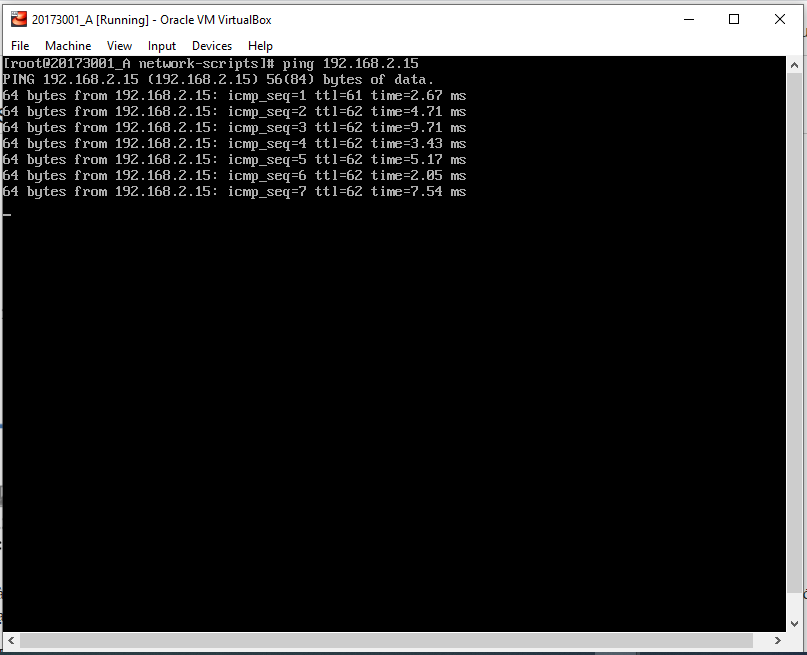 20173001_A [Running] - Oracle VM VirtualBox
File Machine View Input Devices Help
[root@20173001_A network-scripts]# ping 192.168.2.15
PING 192.168.2.15 (192.168.2.15) 56(84) bytes of data.
64 bytes from 192.168.2.15: icmp_seq=1 ttl=61 time=2.67 ms
64 bytes from 192.168.2.15: icmp_seq=2 ttl=62 time=4.71 ms
64 bytes from 192.168.2.15: icmp_seq=3 ttl=62 time=9.71 ms
64 bytes from 192.168.2.15: icmp_seq=4 ttl=62 time=3.43 ms
64 bytes from 192.168.2.15: icmp_seq=5 ttl=62 time=5.17 ms
64 bytes from 192.168.2.15: icmp_seq=6 ttl=62 time=2.05 ms
64 bytes from 192.168.2.15: icmp_seq=7 ttl=62 time=7.54 ms